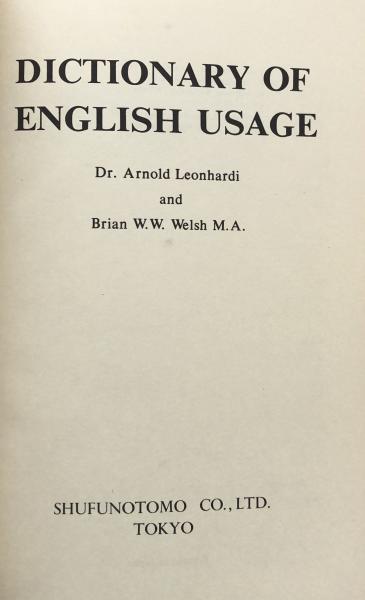 DICTIONARY OF
ENGLISH USAGE
Dr. Arnold Leonhardi
and
Brian W.W. Welsh M.A.
SHUFUNOTOMO CO., LTD.
TOKYO